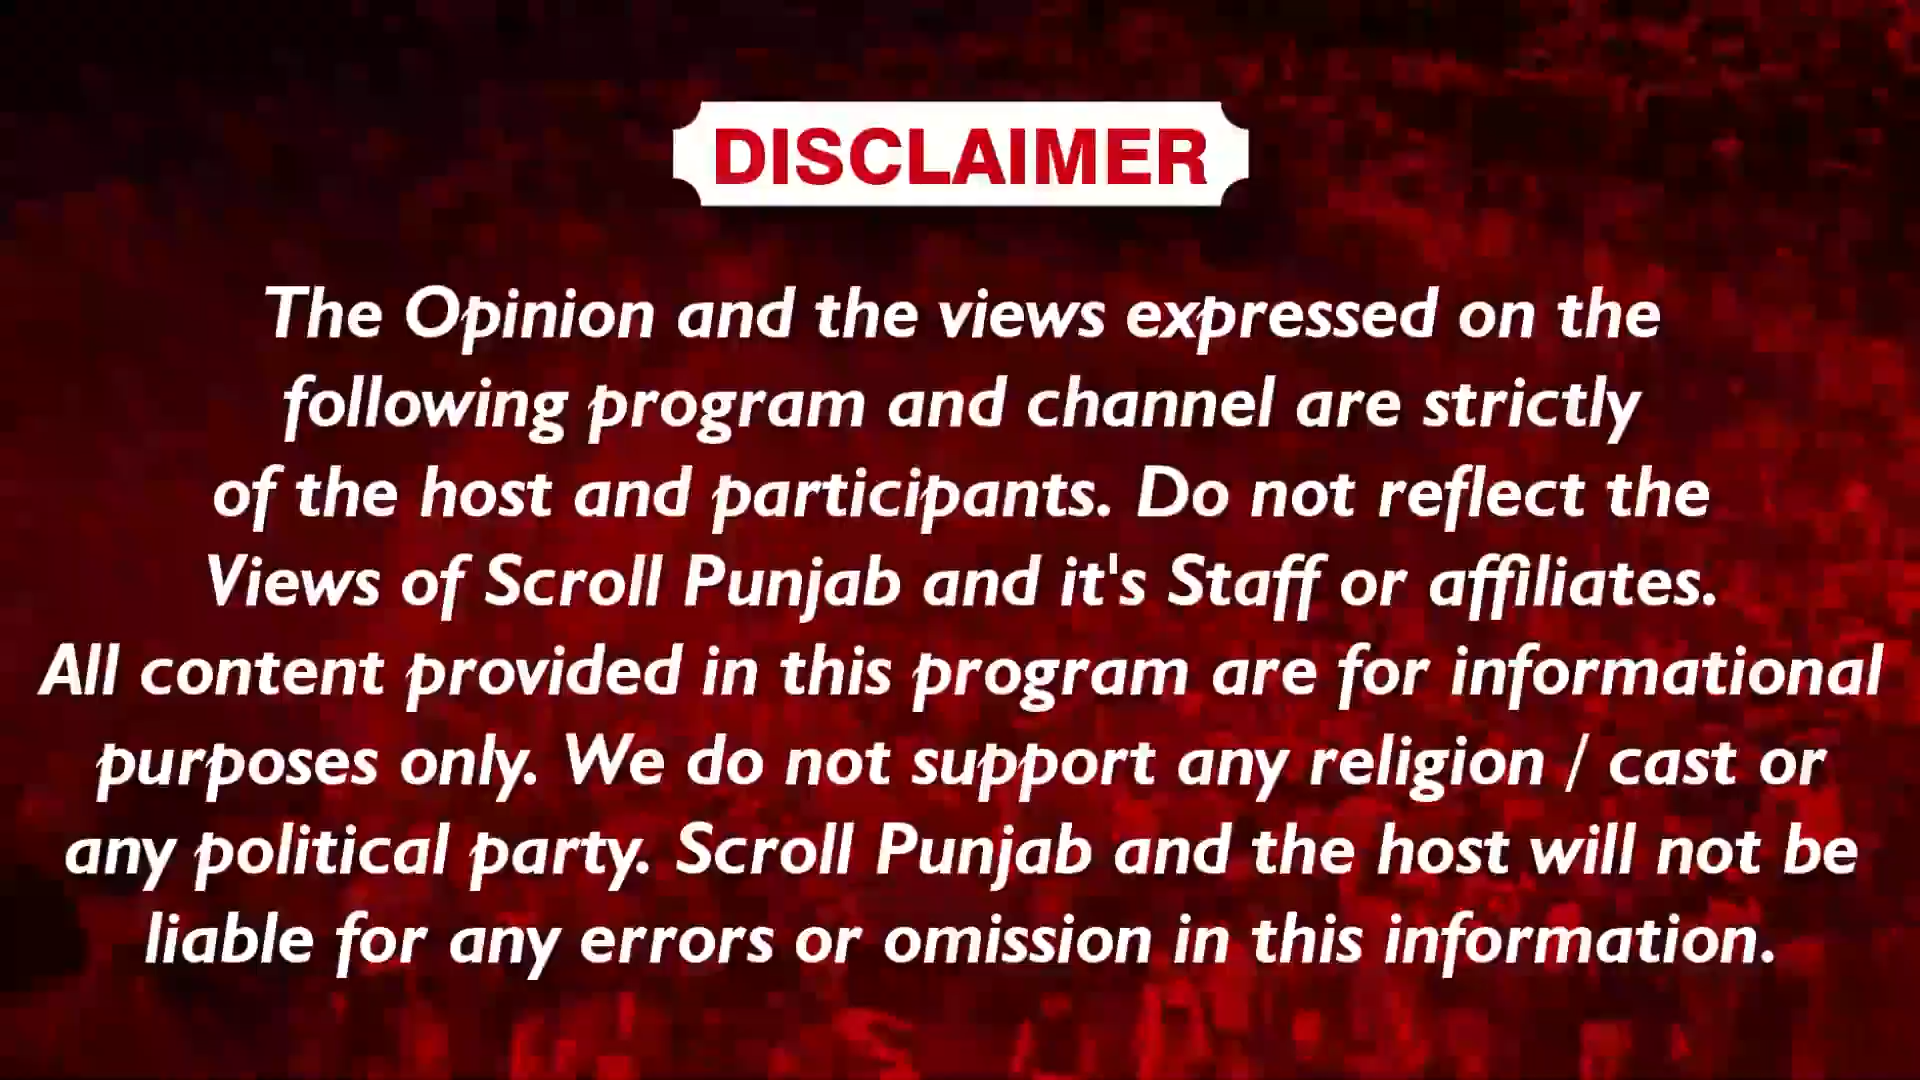 DISCLAIMER
The Opinion and the views expressed on the
following program and channel are strictly
of the host and participants. Do not reflect the
Views of Scroll Punjab and it's Staff or affiliates.
All content provided in this program are for informational
purposes only. We do not support any religion / cast or
any political party. Scroll Punjab and the host will not be
liable for any errors or omission in this information.